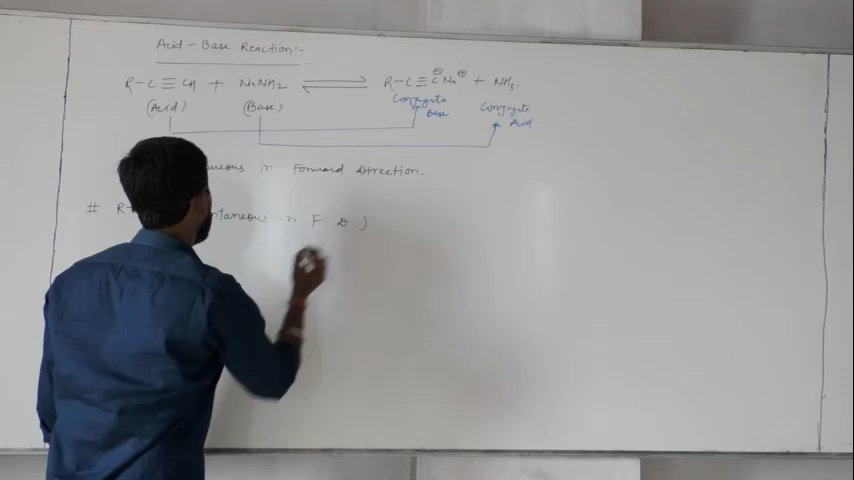 Acid-Base Reaction:-
R-C≡CH + NaNH2 ⇌ R-C≡C⊖ Na⊕ + NH3.
(Acid) (Base) Conjugate Base Conjugate Acid
in Forward Direction.
# R- in F D )